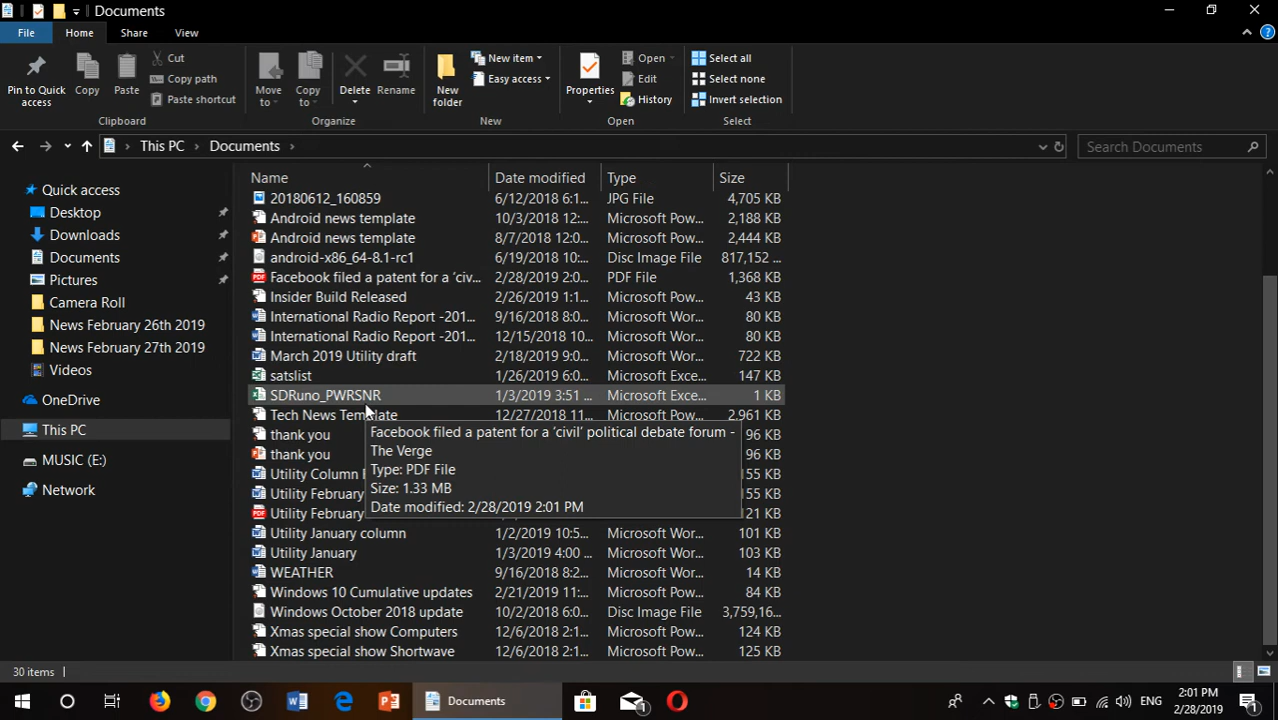 Documents
File Home Share View
Pin to Quick access
Copy
Paste
Cut
Copy path
Paste shortcut
Clipboard
Move to
Copy to
Delete
Rename
Organize
New folder
New item
Easy access
New
Properties
Open
Edit
History
Open
Select all
Select none
Invert selection
Select
This PC Documents
Search Documents
Quick access
Desktop
Downloads
Documents
Pictures
Camera Roll
News February 26th 2019
News February 27th 2019
Videos
OneDrive
This PC
MUSIC (E:)
Network
Name Date modified Type Size
20180612_160859 6/12/2018 6:1... JPG File 4,705 KB
Android news template 10/3/2018 12:... Microsoft Pow... 2,188 KB
Android news template 8/7/2018 12:0... Microsoft Pow... 2,444 KB
android-x86_64-8.1-rc1 6/19/2018 10:... Disc Image File 817,152 ...
Facebook filed a patent for a ‘civ... 2/28/2019 2:0... PDF File 1,368 KB
Insider Build Released 2/26/2019 1:1... Microsoft Pow... 43 KB
International Radio Report -201... 9/16/2018 8:0... Microsoft Wor... 80 KB
International Radio Report -201... 12/15/2018 10... Microsoft Wor... 80 KB
March 2019 Utility draft 2/18/2019 9:0... Microsoft Wor... 722 KB
satslist 1/26/2019 6:0... Microsoft Exce... 147 KB
SDRuno_PWRSNR 1/3/2019 3:51 ... Microsoft Exce... 1 KB
Tech News Template 12/27/2018 11... Microsoft Pow... 2,961 KB
thank you 96 KB
thank you 96 KB
Utility Column 155 KB
Utility February 155 KB
Utility February 121 KB
Facebook filed a patent for a ‘civil’ political debate forum -
The Verge
Type: PDF File
Size: 1.33 MB
Date modified: 2/28/2019 2:01 PM
Utility January column 1/2/2019 10:5... Microsoft Wor... 101 KB
Utility January 1/3/2019 4:00 ... Microsoft Wor... 103 KB
WEATHER 9/16/2018 8:2... Microsoft Wor... 14 KB
Windows 10 Cumulative updates 2/21/2019 11:... Microsoft Pow... 84 KB
Windows October 2018 update 10/2/2018 6:0... Disc Image File 3,759,16...
Xmas special show Computers 12/6/2018 2:1... Microsoft Pow... 124 KB
Xmas special show Shortwave 12/6/2018 2:1... Microsoft Pow... 125 KB
30 items
Documents
1
ENG
2:01 PM
2/28/2019
1